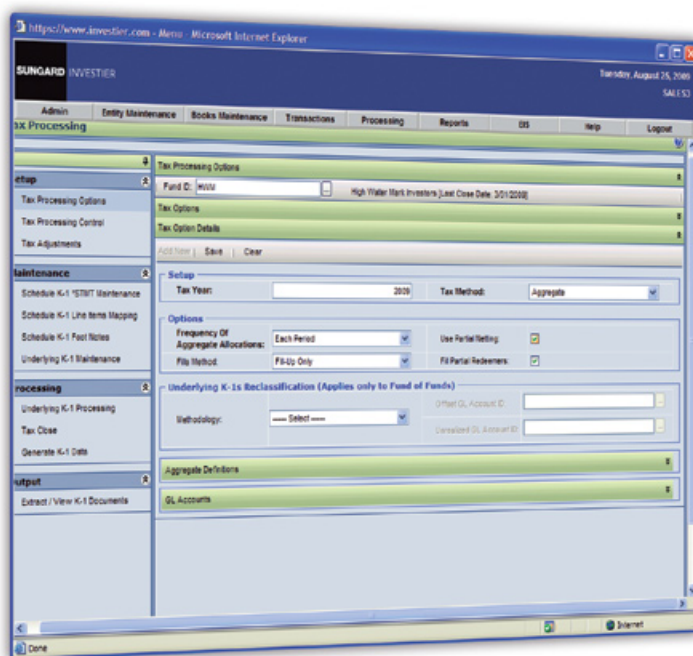 https://www.investier.com - Menu - Microsoft Internet Explorer
SUNGARD INVESTIER
Tuesday, August 25, 2009
SALES3
Admin Entity Maintenance Books Maintenance Transactions Processing Reports BIS Help Logout
ax Processing
Tax Processing Options
Fund ID: HWM ... High Water Mark Investors [Last Close Date: 3/01/2009]
Tax Options
Tax Option Details
Add New | Save | Clear
etup
Tax Processing Options
Tax Processing Control
Tax Adjustments
aintenance
Schedule K-1 *STMT Maintenance
Schedule K-1 Line Items Mapping
Schedule K-1 Foot Notes
Underlying K-1 Maintenance
rocessing
Underlying K-1 Processing
Tax Close
Generate K-1 Data
utput
Extract / View K-1 Documents
Setup
Tax Year: 2009 Tax Method: Aggregate
Options
Frequency Of
Aggregate Allocations: Each Period Use Partial Netting:
Fills Method: Fill-Up Only Fill Partial Redeemers:
Underlying K-1s Reclassification (Applies only to Fund of Funds)
Methodology: ----- Select ----- Offset GL Account ID: ...
Unrealized GL Account ID: ...
Aggregate Definitions
GL Accounts
Done Internet